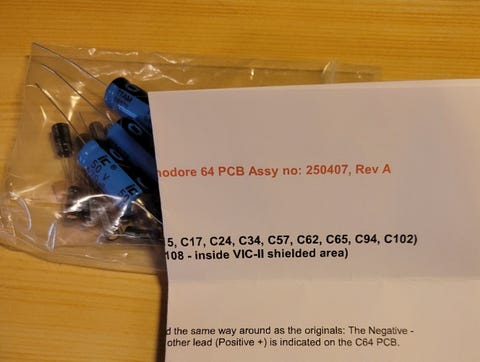 modore 64 PCB Assy no: 250407, Rev A
5, C17, C24, C34, C57, C62, C65, C94, C102)
108 - inside VIC-II shielded area)
d the same way around as the originals: The Negative -
other lead (Positive +) is indicated on the C64 PCB.
50 V